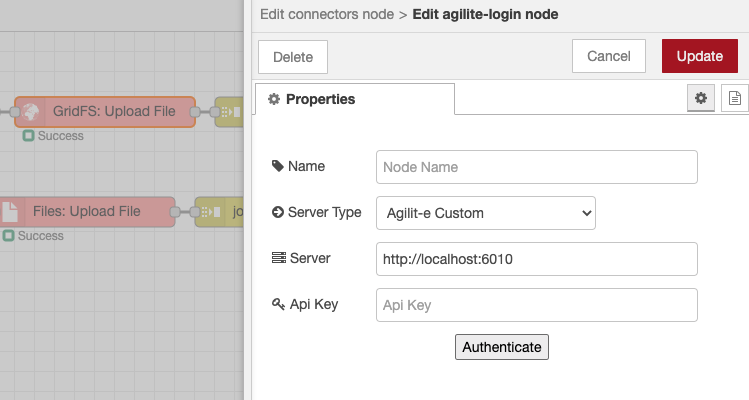 Edit connectors node > Edit agilite-login node
Delete
Cancel
Update
Properties
GridFS: Upload File
Success
Name
Node Name
Server Type
Agilit-e Custom
Files: Upload File
jo
Success
Server
http://localhost:6010
Api Key
Api Key
Authenticate